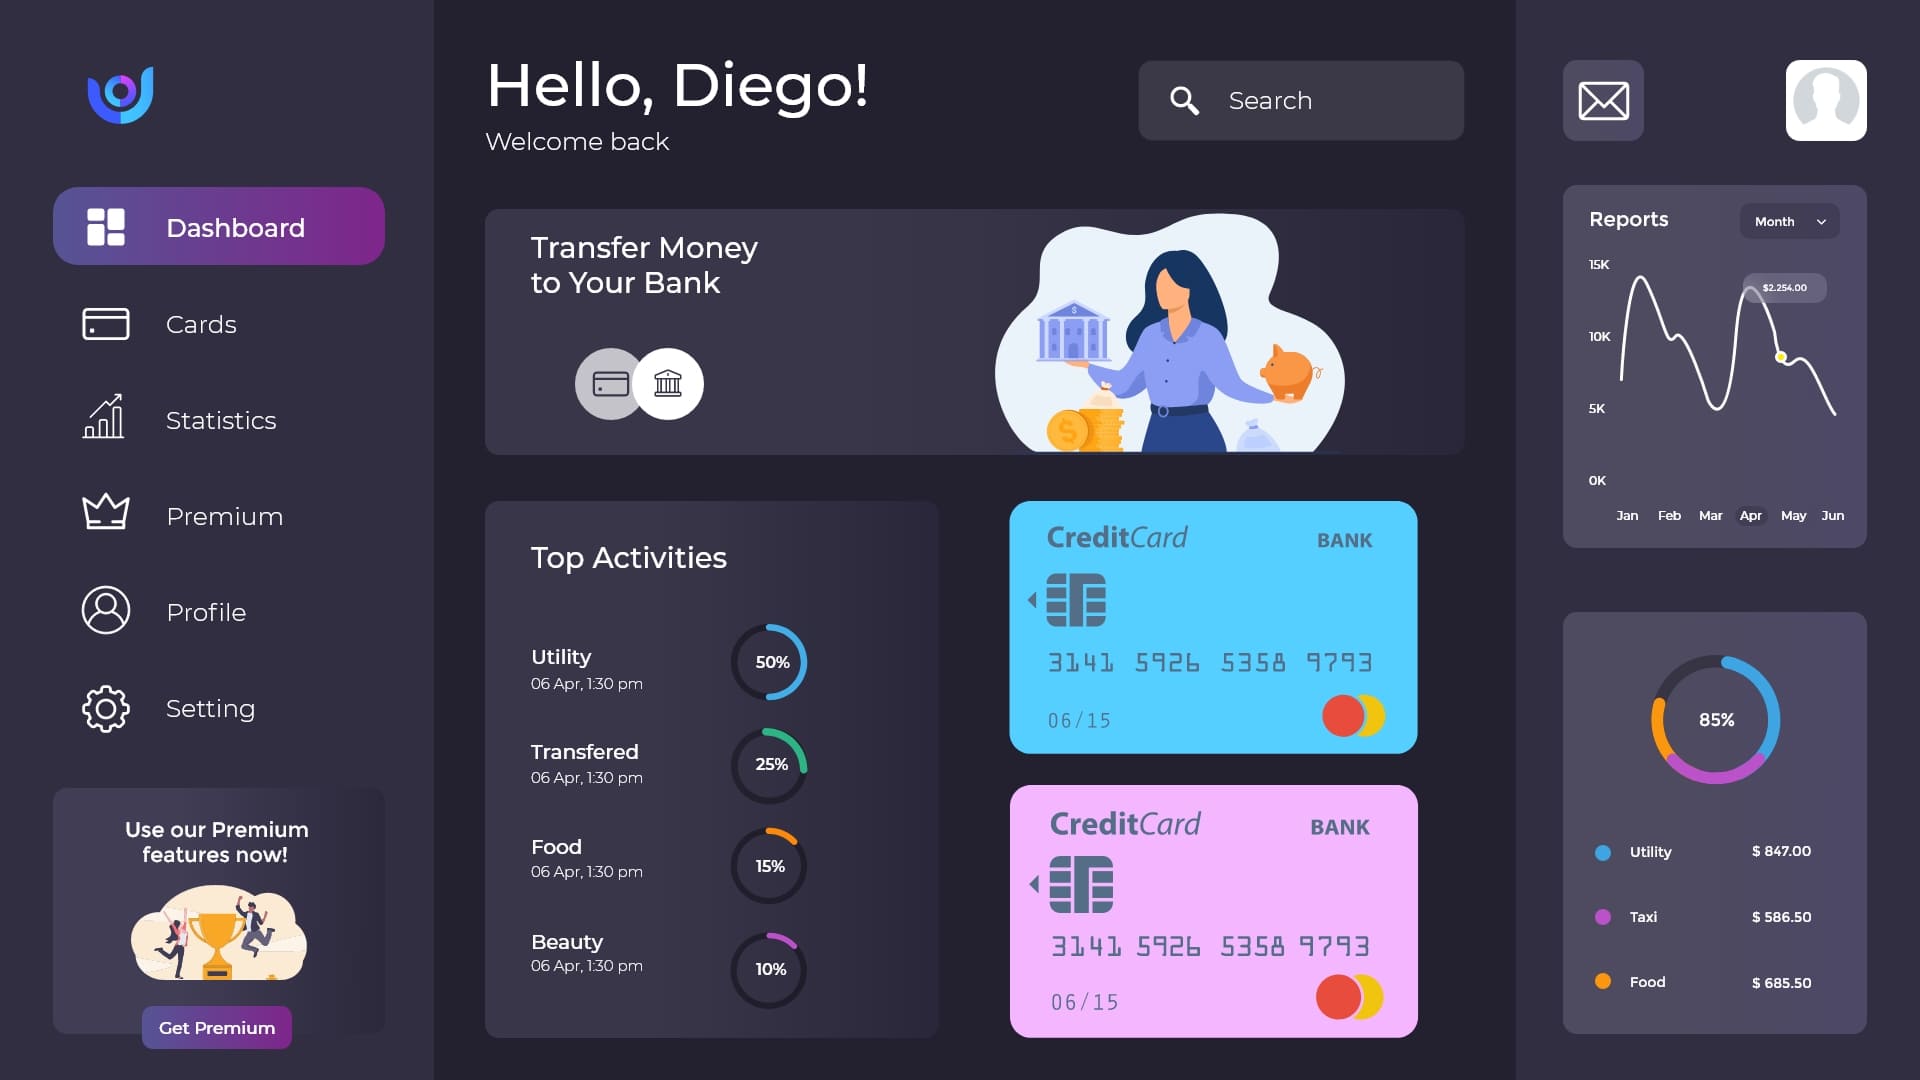 Hello, Diego!
Welcome back
Search
Dashboard
Cards
Statistics
Premium
Profile
Setting
Use our Premium
features now!
Get Premium
Transfer Money
to Your Bank
$
$
Top Activities
Utility
06 Apr, 1:30 pm
50%
Transfered
06 Apr, 1:30 pm
25%
Food
06 Apr, 1:30 pm
15%
Beauty
06 Apr, 1:30 pm
10%
CreditCard BANK
3141 5926 5358 9793
06/15
CreditCard BANK
3141 5926 5358 9793
06/15
Reports
Month
15K
$2.254.00
10K
5K
0K
Jan Feb Mar Apr May Jun
85%
Utility $ 847.00
Taxi $ 586.50
Food $ 685.50